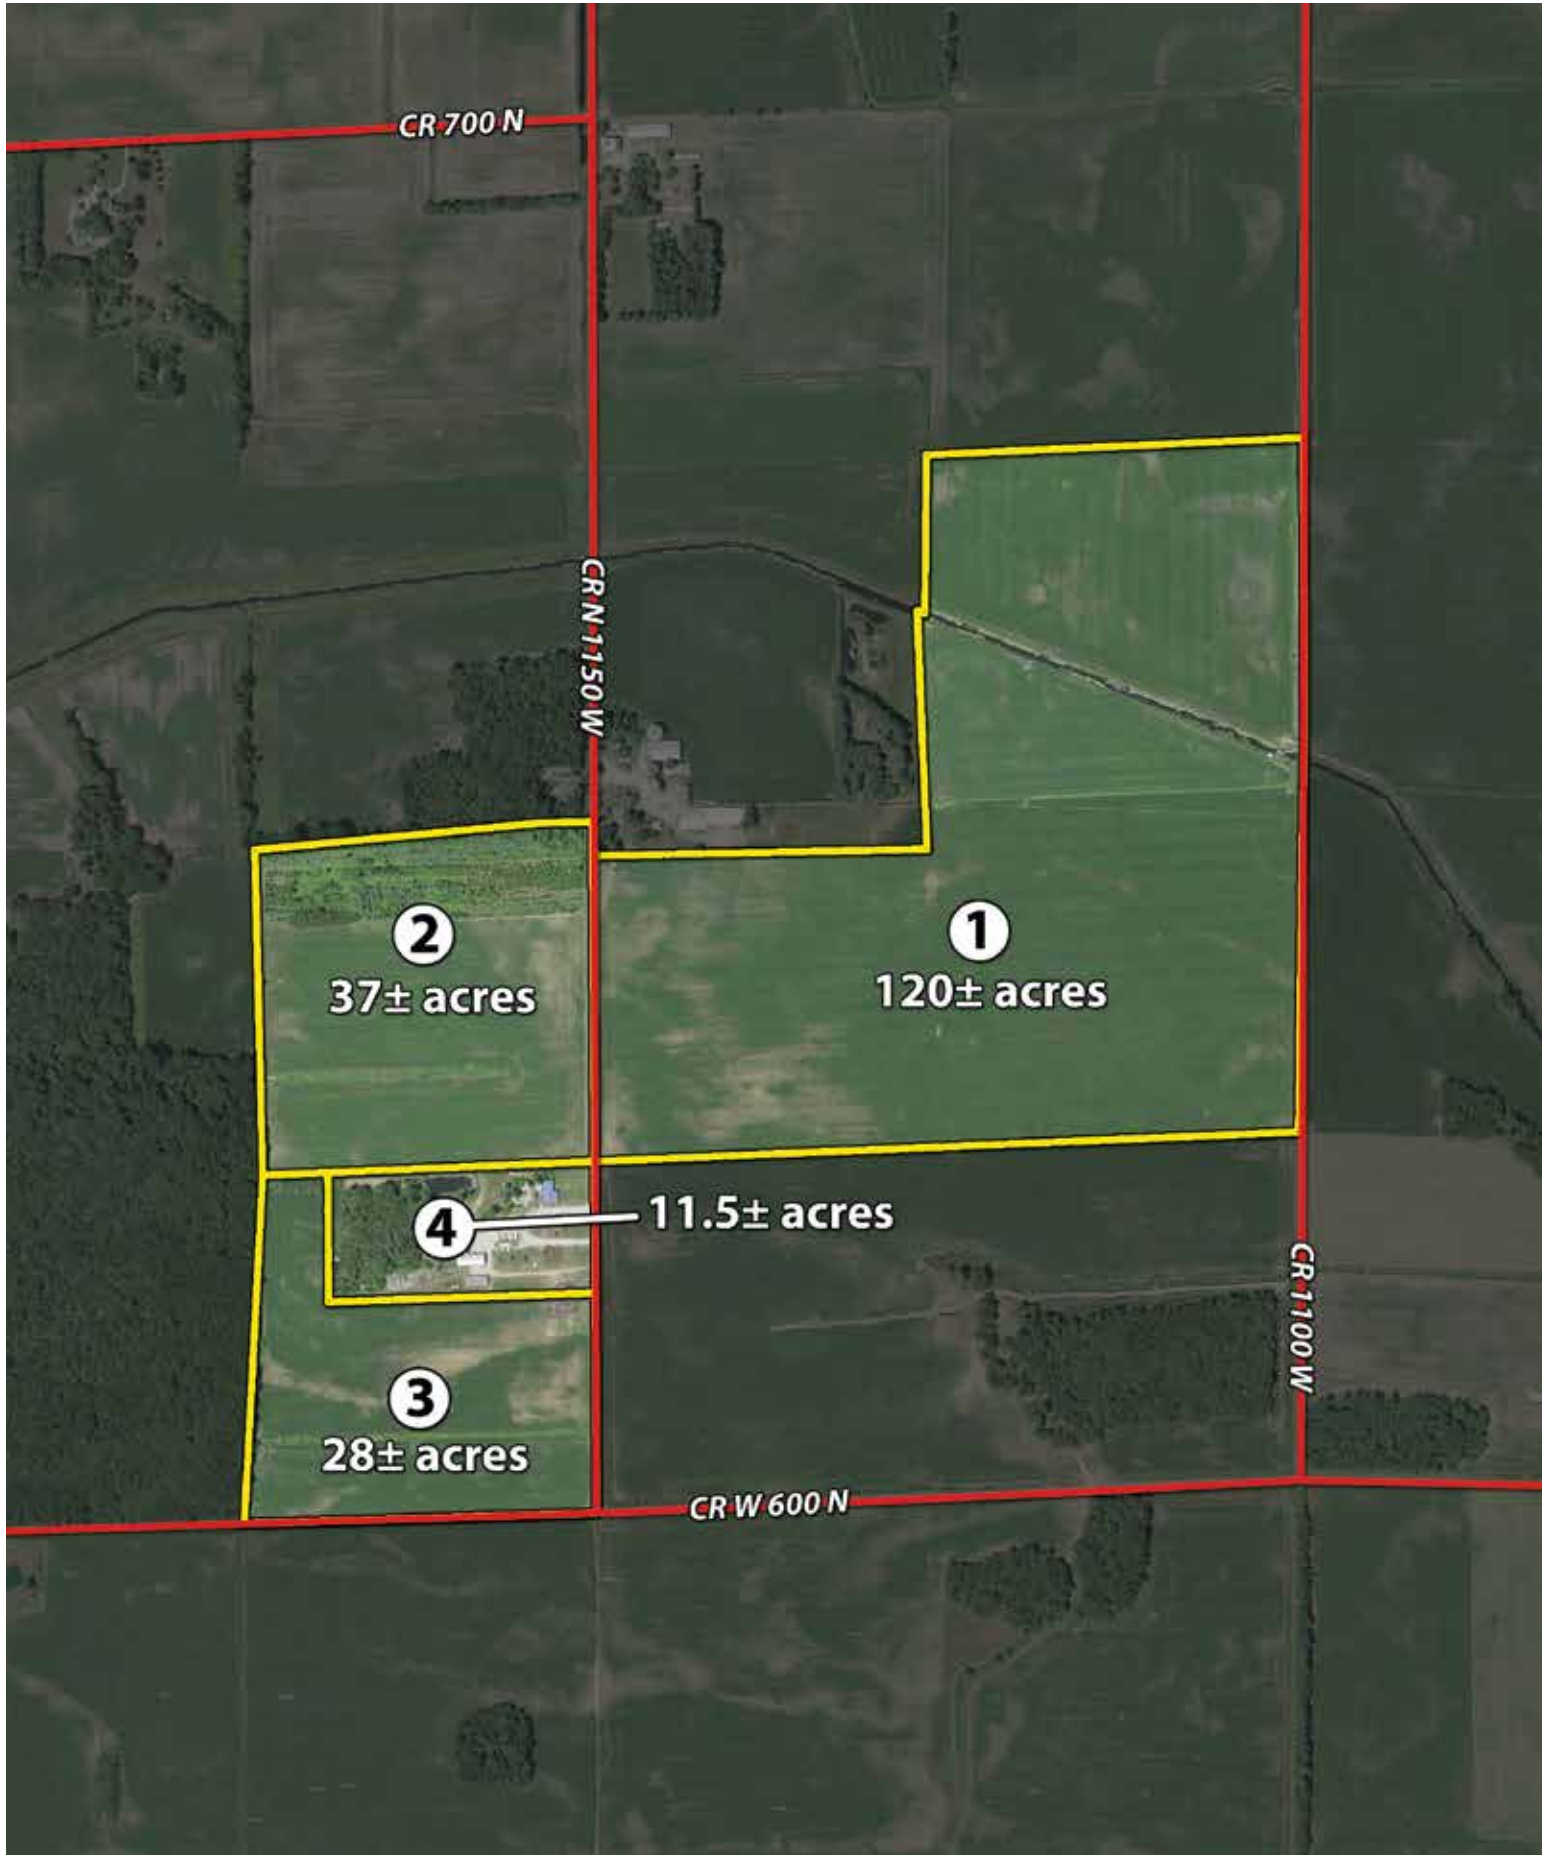 CR 700 N
CR N 1150 W
2
37± acres
1
120± acres
4
11.5± acres
CR 1100 W
3
28± acres
CR W 600 N